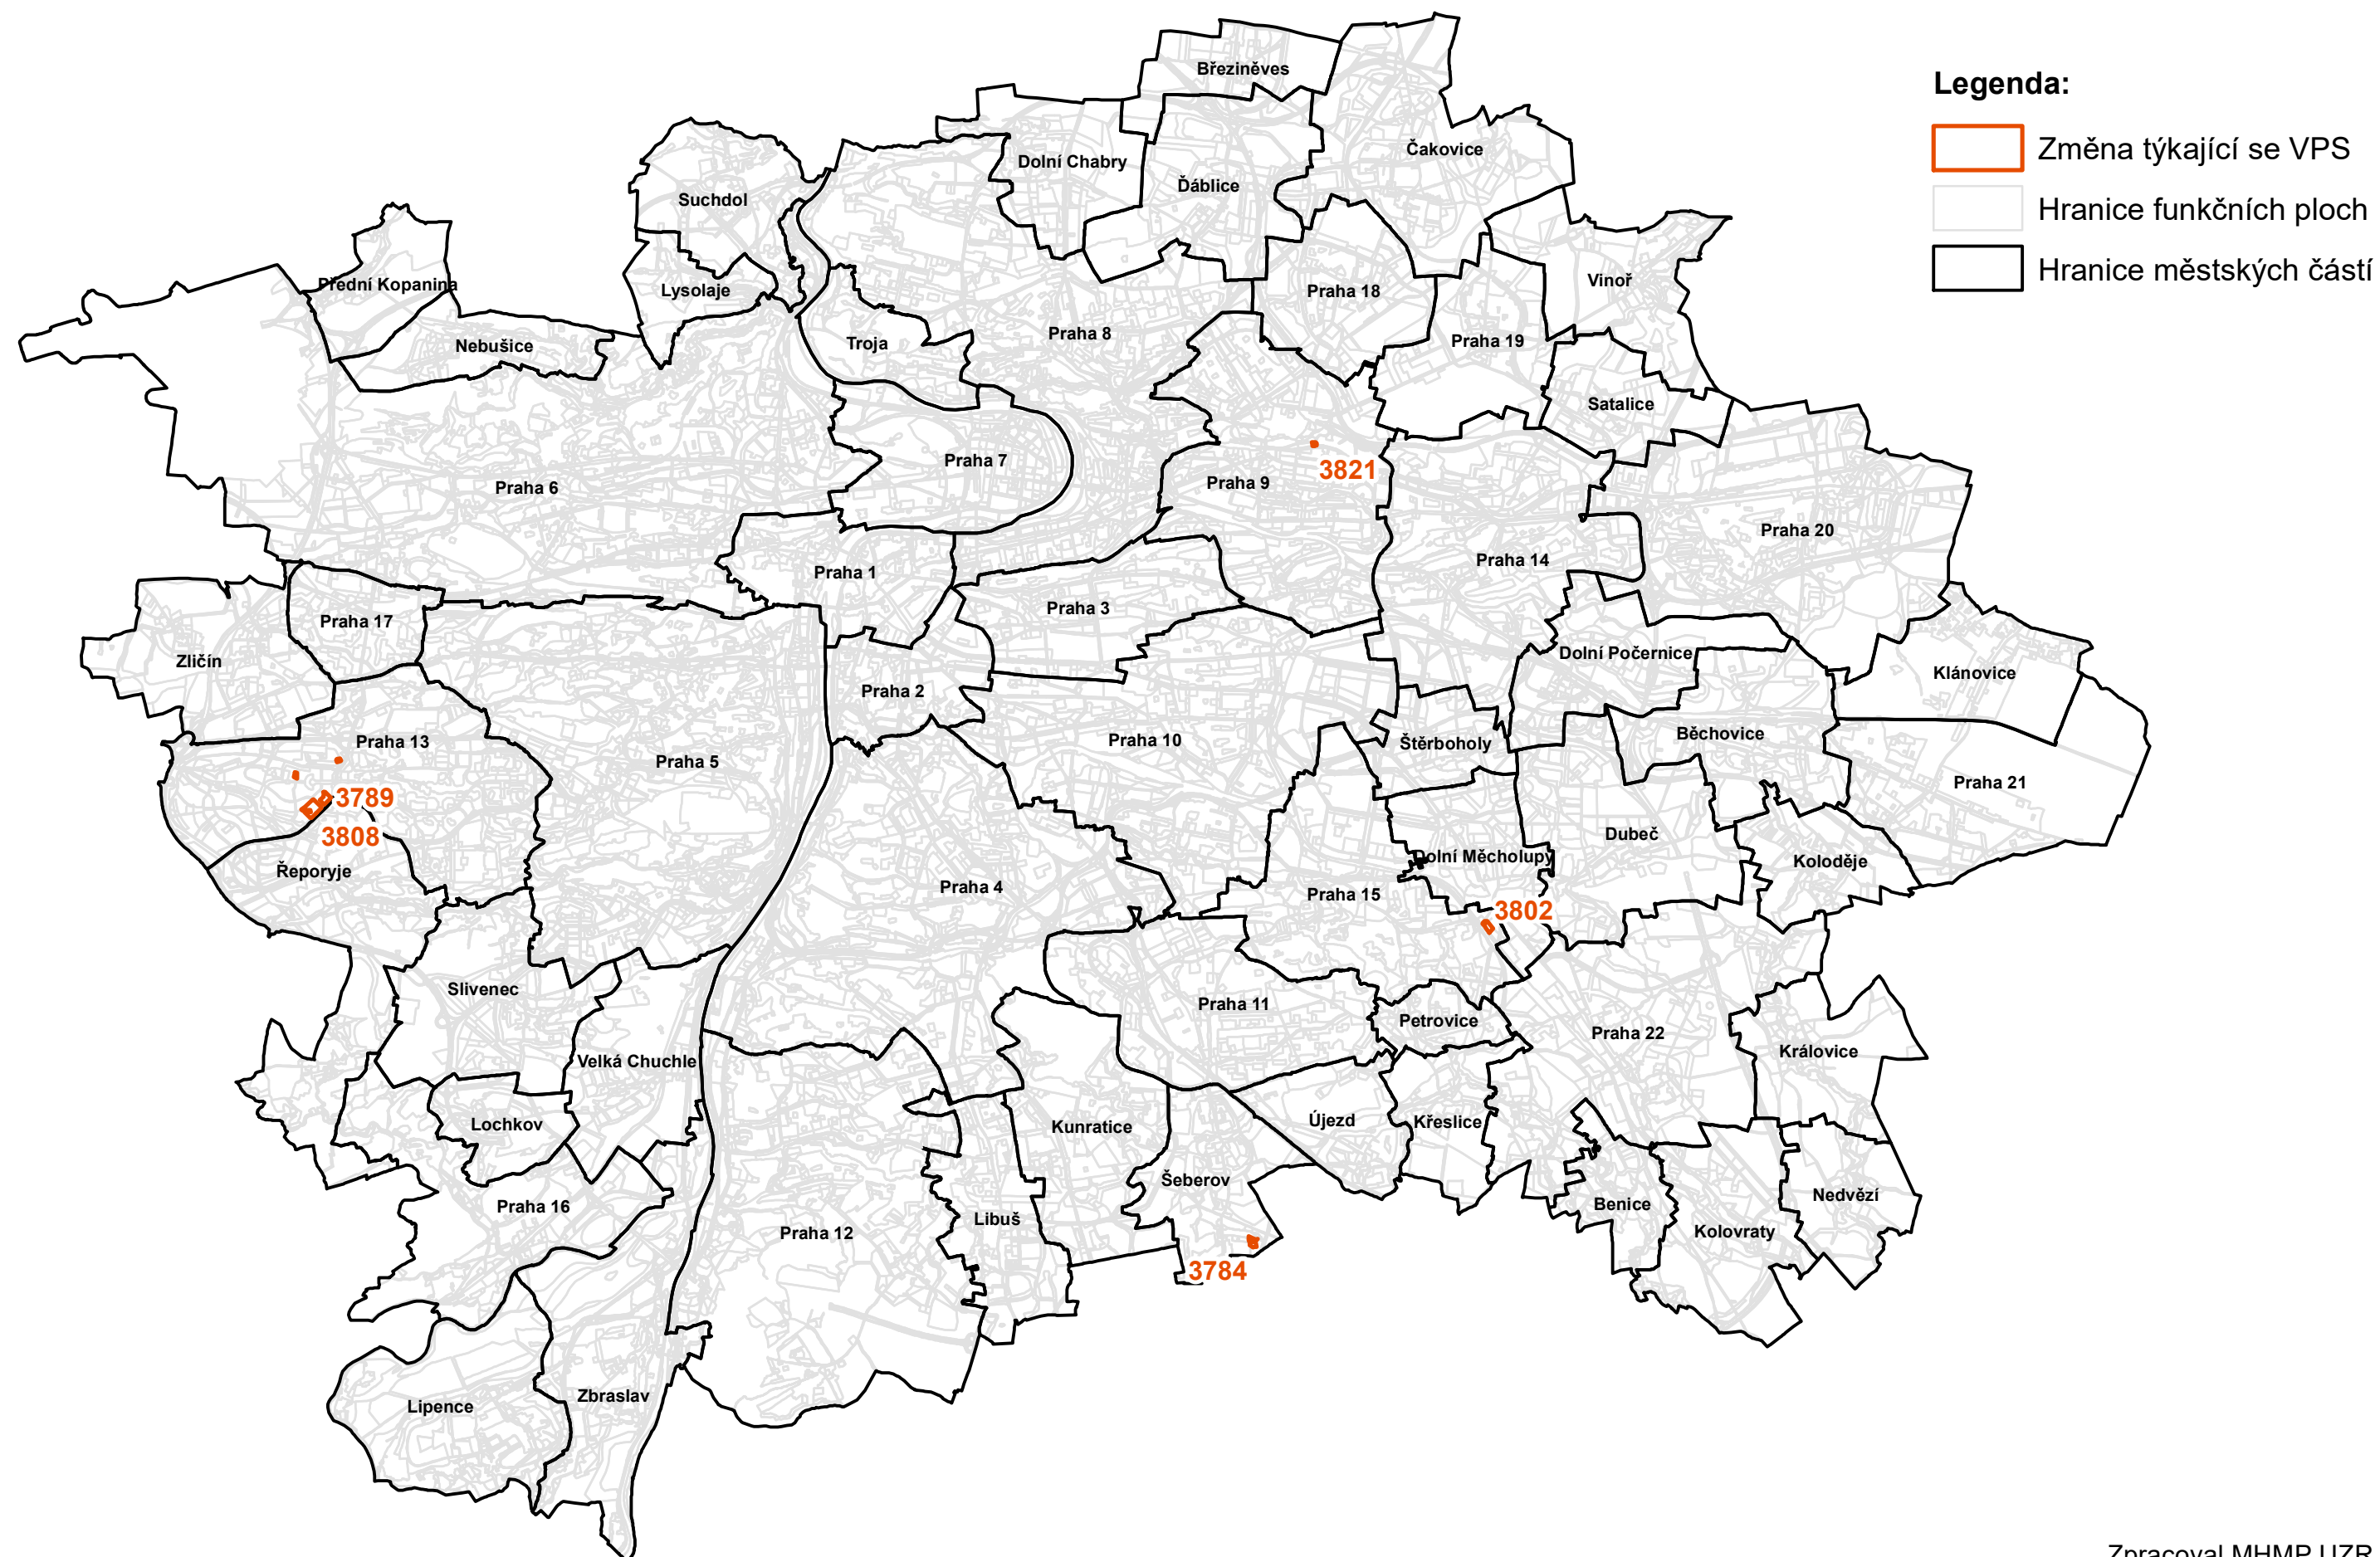 Legenda:
Změna týkající se VPS
Hranice funkčních ploch
Hranice městských částí
Březiněves
Čakovice
Dolní Chabry
Ďáblice
Suchdol
Vinoř
Přední Kopanina
Lysolaje
Praha 18
Praha 8
Praha 19
Troja
Nebušice
Satalice
Praha 7
3821
Praha 9
Praha 6
Praha 20
Praha 14
Praha 1
Praha 3
Praha 17
Dolní Počernice
Zličín
Klánovice
Praha 2
Běchovice
Praha 10
Praha 13
Štěrboholy
Praha 5
Praha 21
3789
3808
Dubeč
Dolní Měcholupy
Koloděje
Řeporyje
Praha 4
Praha 15
3802
Slivenec
Praha 11
Petrovice
Praha 22
Královice
Velká Chuchle
Újezd
Křeslice
Lochkov
Kunratice
Šeberov
Nedvězí
Benice
Praha 16
Libuš
Kolovraty
Praha 12
3784
Zbraslav
Lipence
Zpracoval MHMP UZR